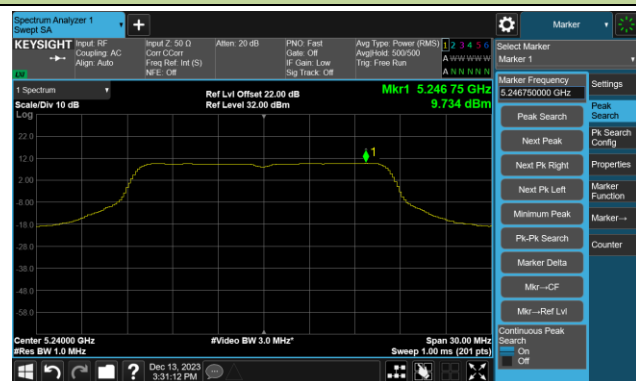 Spectrum Analyzer 1
Swept SA
+
Marker
KEYSIGHT
Input: RF
Coupling: AC
Align: Auto
Input Z: 50 Ω
Corr CCorr
Freq Ref: Int (S)
NFE: Off
Atten: 20 dB
PNO: Fast
Gate: Off
IF Gain: Low
Sig Track: Off
Avg Type: Power (RMS)
Avg|Hold: 500/500
Trig: Free Run
1 2 3 4 5 6
A W W W W W
A N N N N N
Select Marker
Marker 1
Marker Frequency
5.246750000 GHz
Settings
Peak Search
Peak
Search
Next Peak
Pk Search
Config
Next Pk Right
Properties
Next Pk Left
Marker
Function
Minimum Peak
Marker→
Pk-Pk Search
Counter
Marker Delta
Mkr→CF
Mkr→Ref Lvl
Continuous Peak
Search
On
Off
1 Spectrum
Scale/Div 10 dB
Log
Ref Lvl Offset 22.00 dB
Ref Level 32.00 dBm
Mkr1 5.246 75 GHz
9.734 dBm
1
22.0
12.0
2.00
-8.00
-18.0
-28.0
-38.0
-48.0
-58.0
Center 5.24000 GHz
#Res BW 1.0 MHz
#Video BW 3.0 MHz*
Span 30.00 MHz
Sweep 1.00 ms (201 pts)
?
Dec 13, 2023
3:31:12 PM